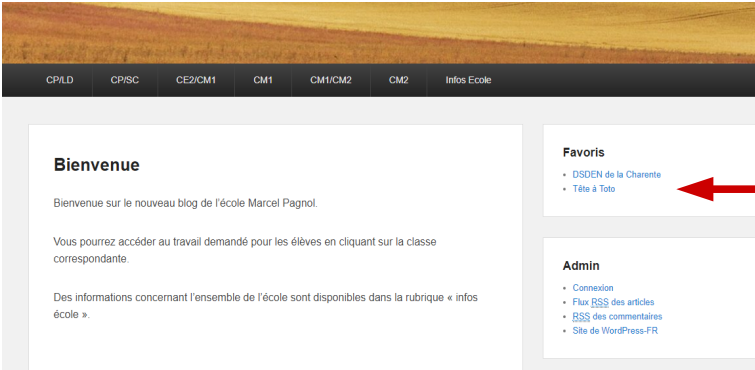 CP/LD CP/SC CE2/CM1 CM1 CM1/CM2 CM2 Infos Ecole
Bienvenue
Bienvenue sur le nouveau blog de l'école Marcel Pagnol.
Vous pourrez accéder au travail demandé pour les élèves en cliquant sur la classe
correspondante.
Des informations concernant l'ensemble de l'école sont disponibles dans la rubrique « infos
école ».
Favoris
DSDEN de la Charente
Tête à Toto
Admin
Connexion
Flux RSS des articles
RSS des commentaires
Site de WordPress-FR